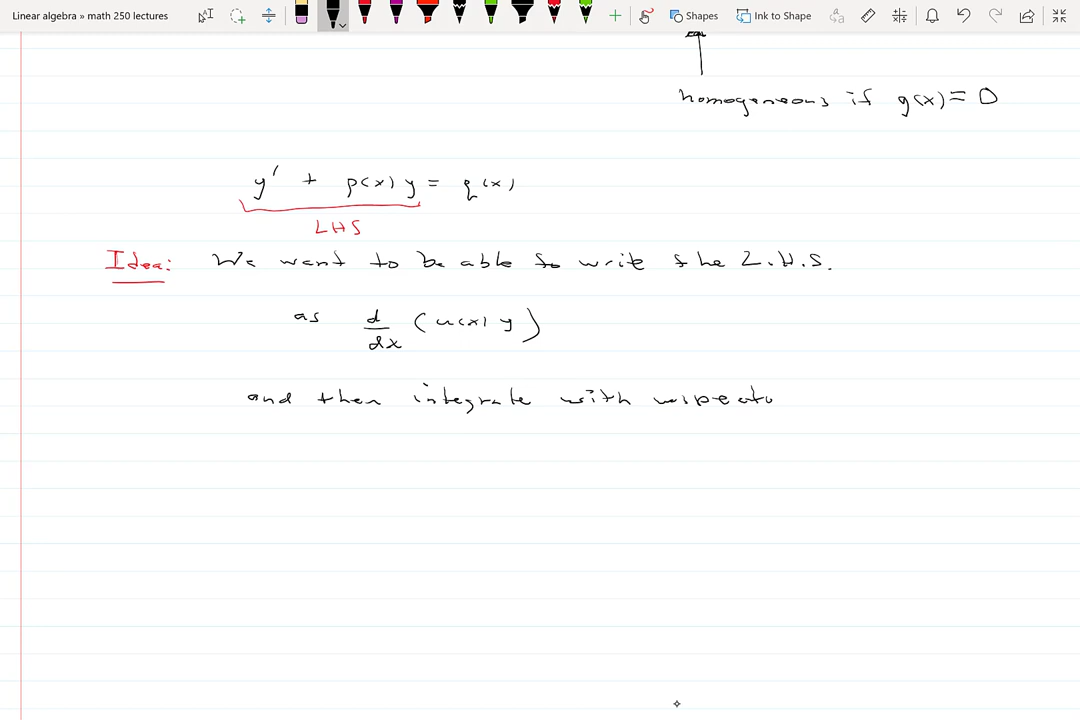 Linear algebra » math 250 lectures
Shapes
Ink to Shape
homogeneous if g(x) = 0
y' + p(x) y = q(x)
LHS
Idea: We want to be able to write the L.H.S.
as d/dx (u(x) y)
and then integrate with respect to